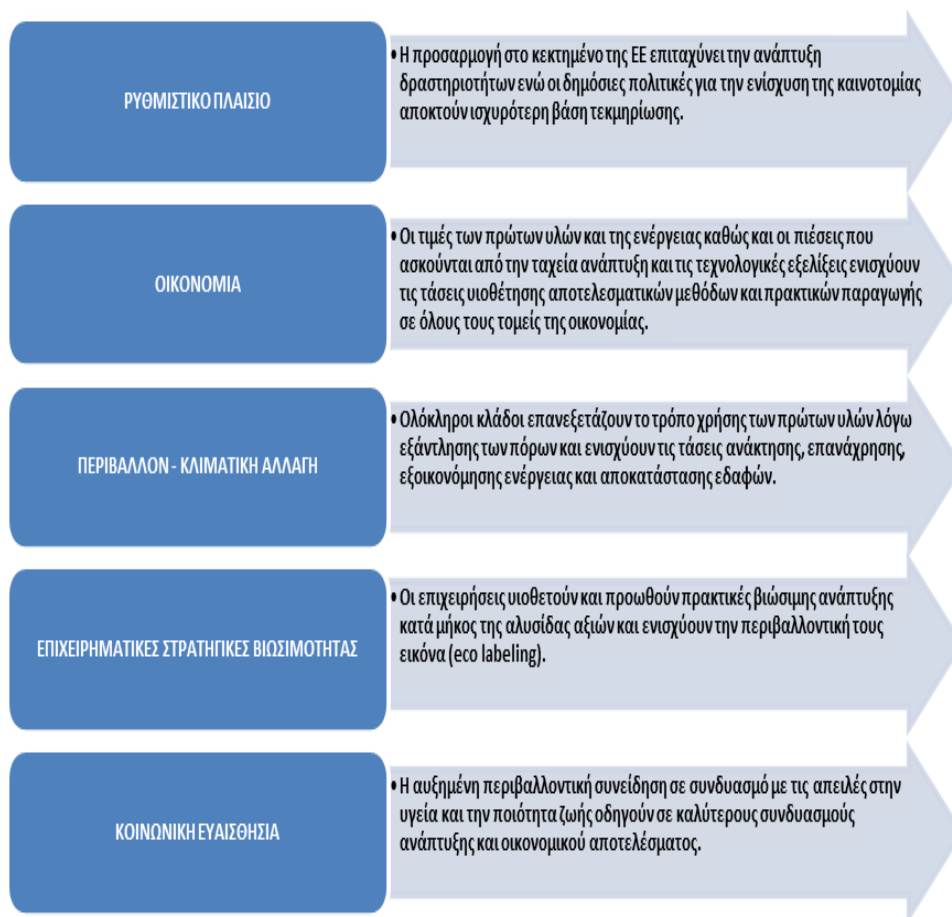 ΡΥΘΜΙΣΤΙΚΟ ΠΛΑΙΣΙΟ
• Η προσαρμογή στο κεκτημένο της ΕΕ επιταχύνει την ανάπτυξη
δραστηριοτήτων ενώ οι δημόσιες πολιτικές για την ενίσχυση της καινοτομίας
αποκτούν ισχυρότερη βάση τεκμηρίωσης.
ΟΙΚΟΝΟΜΙΑ
• Οι τιμές των πρώτων υλών και της ενέργειας καθώς και οι πιέσεις που
ασκούνται από την ταχεία ανάπτυξη και τις τεχνολογικές εξελίξεις ενισχύουν
τις τάσεις υιοθέτησης αποτελεσματικών μεθόδων και πρακτικών παραγωγής
σε όλους τους τομείς της οικονομίας.
ΠΕΡΙΒΑΛΛΟΝ - ΚΛΙΜΑΤΙΚΗ ΑΛΛΑΓΗ
• Ολόκληροι κλάδοι επανεξετάζουν το τρόπο χρήσης των πρώτων υλών λόγω
εξάντλησης των πόρων και ενισχύουν τις τάσεις ανάκτησης, επανάχρησης,
εξοικονόμησης ενέργειας και αποκατάστασης εδαφών.
ΕΠΙΧΕΙΡΗΜΑΤΙΚΕΣ ΣΤΡΑΤΗΓΙΚΕΣ ΒΙΩΣΙΜΟΤΗΤΑΣ
• Οι επιχειρήσεις υιοθετούν και προωθούν πρακτικές βιώσιμης ανάπτυξης
κατά μήκος της αλυσίδας αξιών και ενισχύουν την περιβαλλοντική τους
εικόνα (eco labeling).
ΚΟΙΝΩΝΙΚΗ ΕΥΑΙΣΘΗΣΙΑ
• Η αυξημένη περιβαλλοντική συνείδηση σε συνδυασμό με τις απειλές στην
υγεία και την ποιότητα ζωής οδηγούν σε καλύτερους συνδυασμούς
ανάπτυξης και οικονομικού αποτελέσματος.